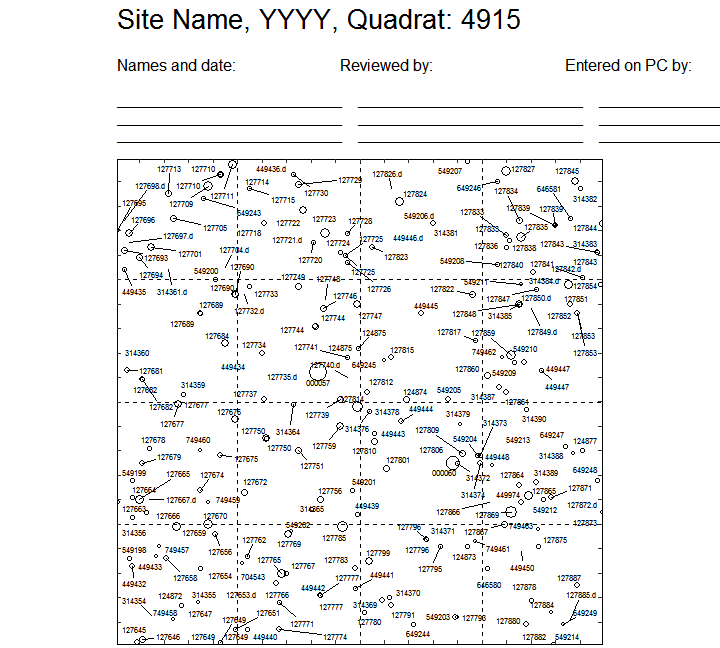 Site Name, YYYY, Quadrat: 4915
Names and date: Reviewed by: Entered on PC by:
127713 127710 449436.d 127729 127826.d 549207 127827 127845
127698.d 127710 127714 127730 127824 649246 127834 646581 314382
127695 127709 127711 127715
127696 127705 549243 127722 127723 127728 549206.d 127833 127839 127839
127697.d 127718 127721.d 127724 127725 449446.d 314381 127833 127835 127844
127693 127701 127704.d 127720 127823 127836 127838 127843 314383
127694 549200 127690 127725 549208 127840 127841 127842.d 127843
449435 314361.d 127690 127733 127749 127748 127726 127822 549211 314384.d 127854
127689 127732.d 127746 449445 127847 127850.d 127851
127689 127744 127744 127747 127848 314385 127852
127684 124875 127817 127859 127849.d 127853
314360 127734 127741 124875 127815 749462 549210 127853
127681 449434 127740.d 649245 127860 549209 449447
127682 314359 127735.d 000057 127812 449447
127682 127677 127737 127814 124874 549205 314387 127861
127677 127676 127739 314378 449444 314379 314390
127750 314364 314376 449443 127809 314373
127678 749460 127750 127759 127810 127806 549204 549213 649247 124877
127679 127675 127751 127801 449448 314388
549199 127665 127674 000060 314372 127864 314389 649248
127664 127667.d 127672 127756 549201 314374 449974 127865 127871
127663 749459 314365 449439 127866 127869 549212 127872.d
127666 127670 127796 314371 127867 749463 127873
314356 127659 127762 549202 127769 127785
549198 749457 127656 127796 749461 127875
449433 127765 127767 127783 127799 127795 124873 449450
449432 127658 127654 704543 127777 449441 646580 127878 127887
124872 127653.d 449442 314370 127885.d
314354 314355 127766 127777 314369 127884
749458 127647 127651 127791 549203 127793 549249
127645 127649 127771 127780 127880
127646 127649 127649 449440 127774 549244 127882 549214